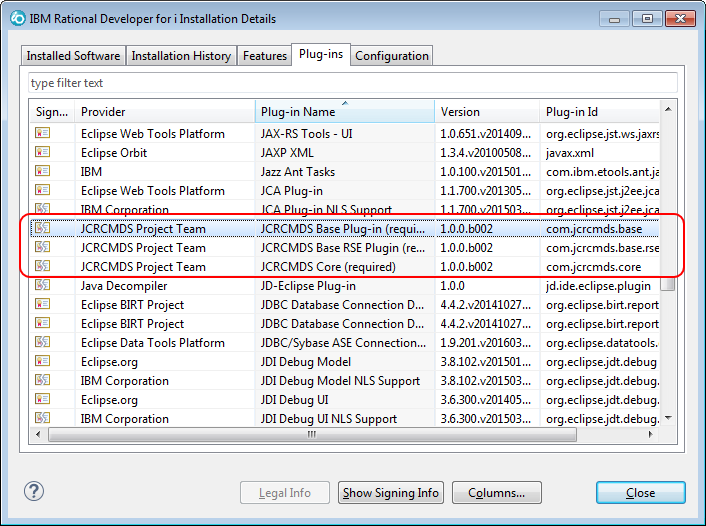 IBM Rational Developer for i Installation Details
Installed Software Installation History Features Plug-ins Configuration
type filter text
Sign... Provider Plug-in Name Version Plug-in Id
Eclipse Web Tools Platform JAX-RS Tools - UI 1.0.651.v201409... org.eclipse.jst.ws.jaxrs
Eclipse Orbit JAXP XML 1.3.4.v20100508... javax.xml
IBM Jazz Ant Tasks 1.0.100.v201501... com.ibm.etools.ant.ja
Eclipse Web Tools Platform JCA Plug-in 1.1.700.v201305... org.eclipse.jst.j2ee.jca
IBM Corporation JCA Plug-in NLS Support 1.1.700.v201503... org.eclipse.jst.j2ee.jca
JCRCMDS Project Team JCRCMDS Base Plug-in (requi... 1.0.0.b002 com.jcrcmds.base
JCRCMDS Project Team JCRCMDS Base RSE Plugin (re... 1.0.0.b002 com.jcrcmds.base.rse
JCRCMDS Project Team JCRCMDS Core (required) 1.0.0.b002 com.jcrcmds.core
Java Decompiler JD-Eclipse Plug-in 1.0.0 jd.ide.eclipse.plugin
Eclipse BIRT Project JDBC Database Connection D... 4.4.2.v20141027... org.eclipse.birt.report
Eclipse BIRT Project JDBC Database Connection D... 4.4.2.v20141027... org.eclipse.birt.report
Eclipse Data Tools Platform JDBC/Sybase ASE Connection... 1.9.201.v201603... org.eclipse.datatools.c
Eclipse.org JDI Debug Model 3.8.102.v201501... org.eclipse.jdt.debug
IBM Corporation JDI Debug Model NLS Support 3.8.102.v201503... org.eclipse.jdt.debug.
Eclipse.org JDI Debug UI 3.6.300.v201405... org.eclipse.jdt.debug.
IBM Corporation JDI Debug UI NLS Support 3.6.300.v201503... org.eclipse.jdt.debug.
? Legal Info Show Signing Info Columns... Close